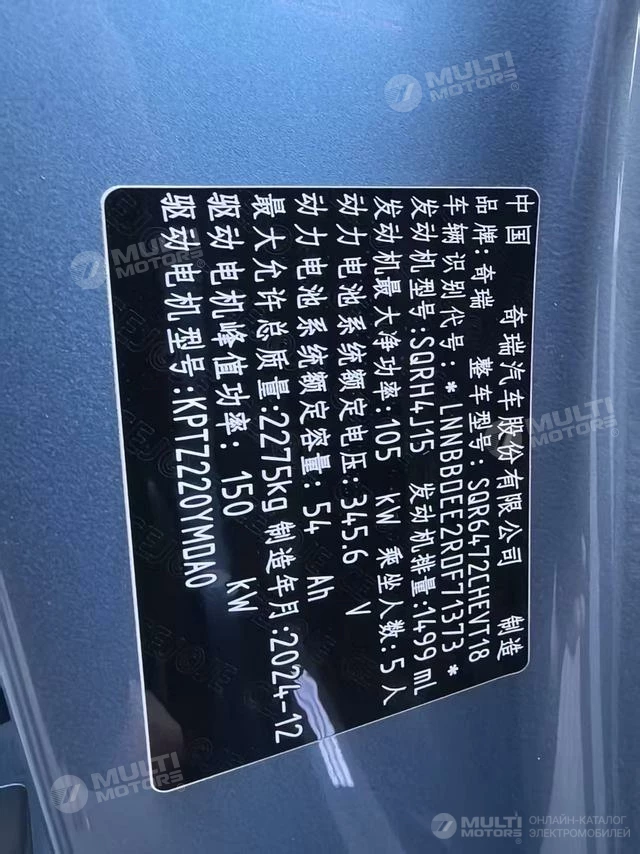 中国 奇瑞汽车股份有限公司 制造
品牌:奇瑞 整车型号:SQR6472CHEVT18
车辆识别代号:*LNNBBDEE2RDF71373*
发动机型号:SQRH4J15 发动机排量:1499 mL
发动机最大净功率:105 kW 乘坐人数:5人
动力电池系统额定电压:345.6 V
动力电池系统额定容量:54 Ah
最大允许总质量:2275kg 制造年月:2024-12
驱动电机峰值功率: 150 kW
驱动电机型号:KPTZ220YMDA0
MULTI MOTORS®
MULTI MOTORS®
MULTI MOTORS®
MULTI MOTORS®
MULTI MOTORS®
ОНЛАЙН-КАТАЛОГ
ЭЛЕКТРОМОБИЛЕЙ